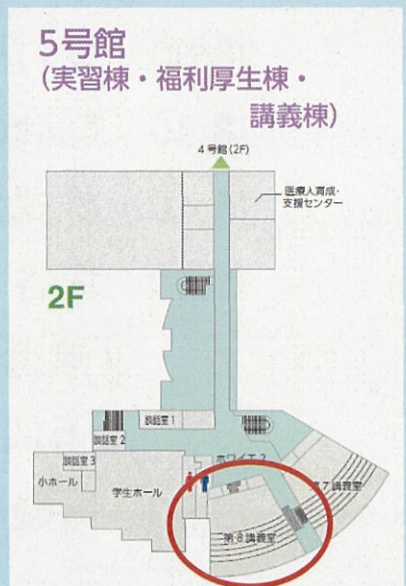 5号館
(実習棟・福利厚生棟・
講義棟)
4号館(2F)
医療人育成・
支援センター
2F
談話室1
談話室2
ホワイエ2
談話室3
小ホール
学生ホール
第7講義室
第8講義室